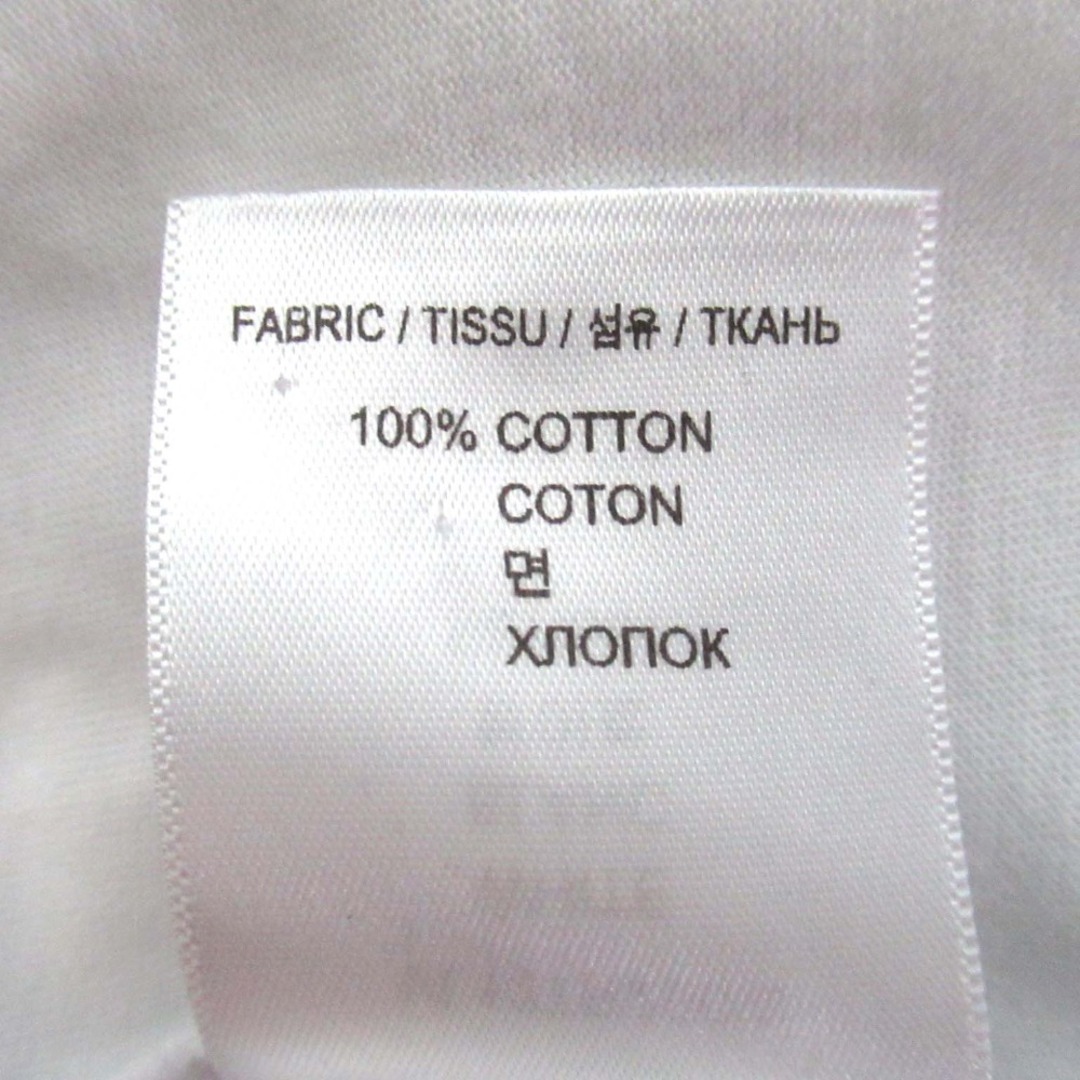 FABRIC / TISSU / 섬유 / ТКАНЬ
100% COTTON
COTON
면
ХЛОПОК